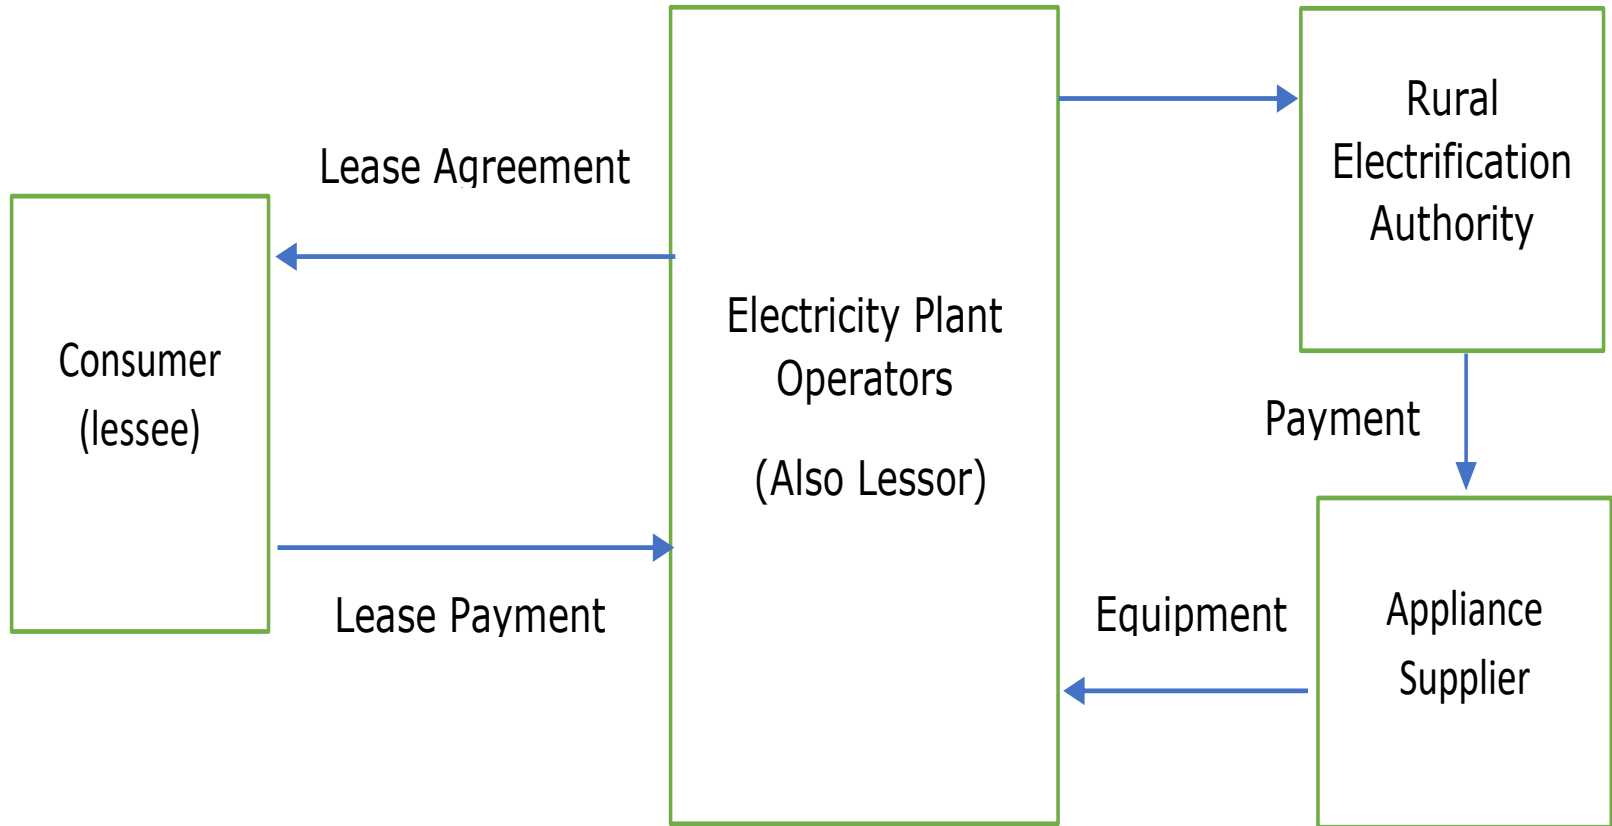 Lease Agreement
Consumer
(lessee)
Lease Payment
Electricity Plant
Operators
(Also Lessor)
Rural
Electrification
Authority
Payment
Equipment
Appliance
Supplier